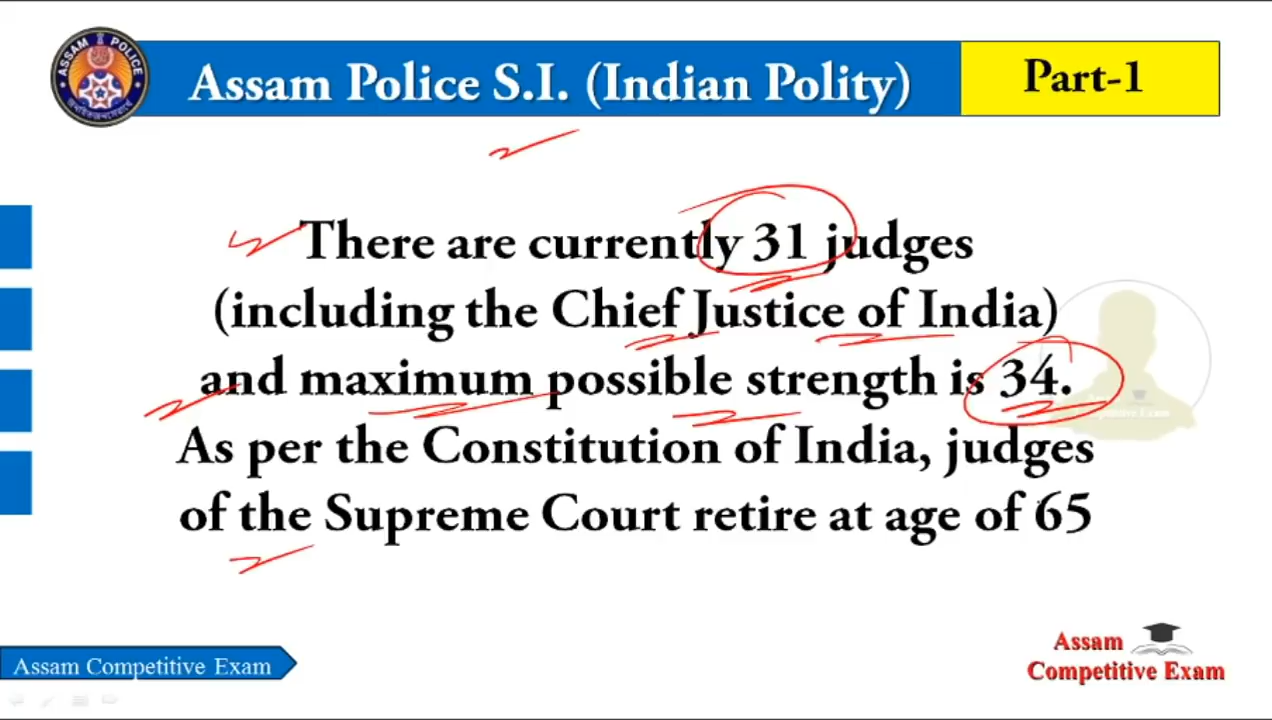 ASSAM POLICE
Assam Police S.I. (Indian Polity)
Part-1
There are currently 31 judges
(including the Chief Justice of India)
and maximum possible strength is 34.
As per the Constitution of India, judges
of the Supreme Court retire at age of 65
Assam Competitive Exam
Assam
Competitive Exam